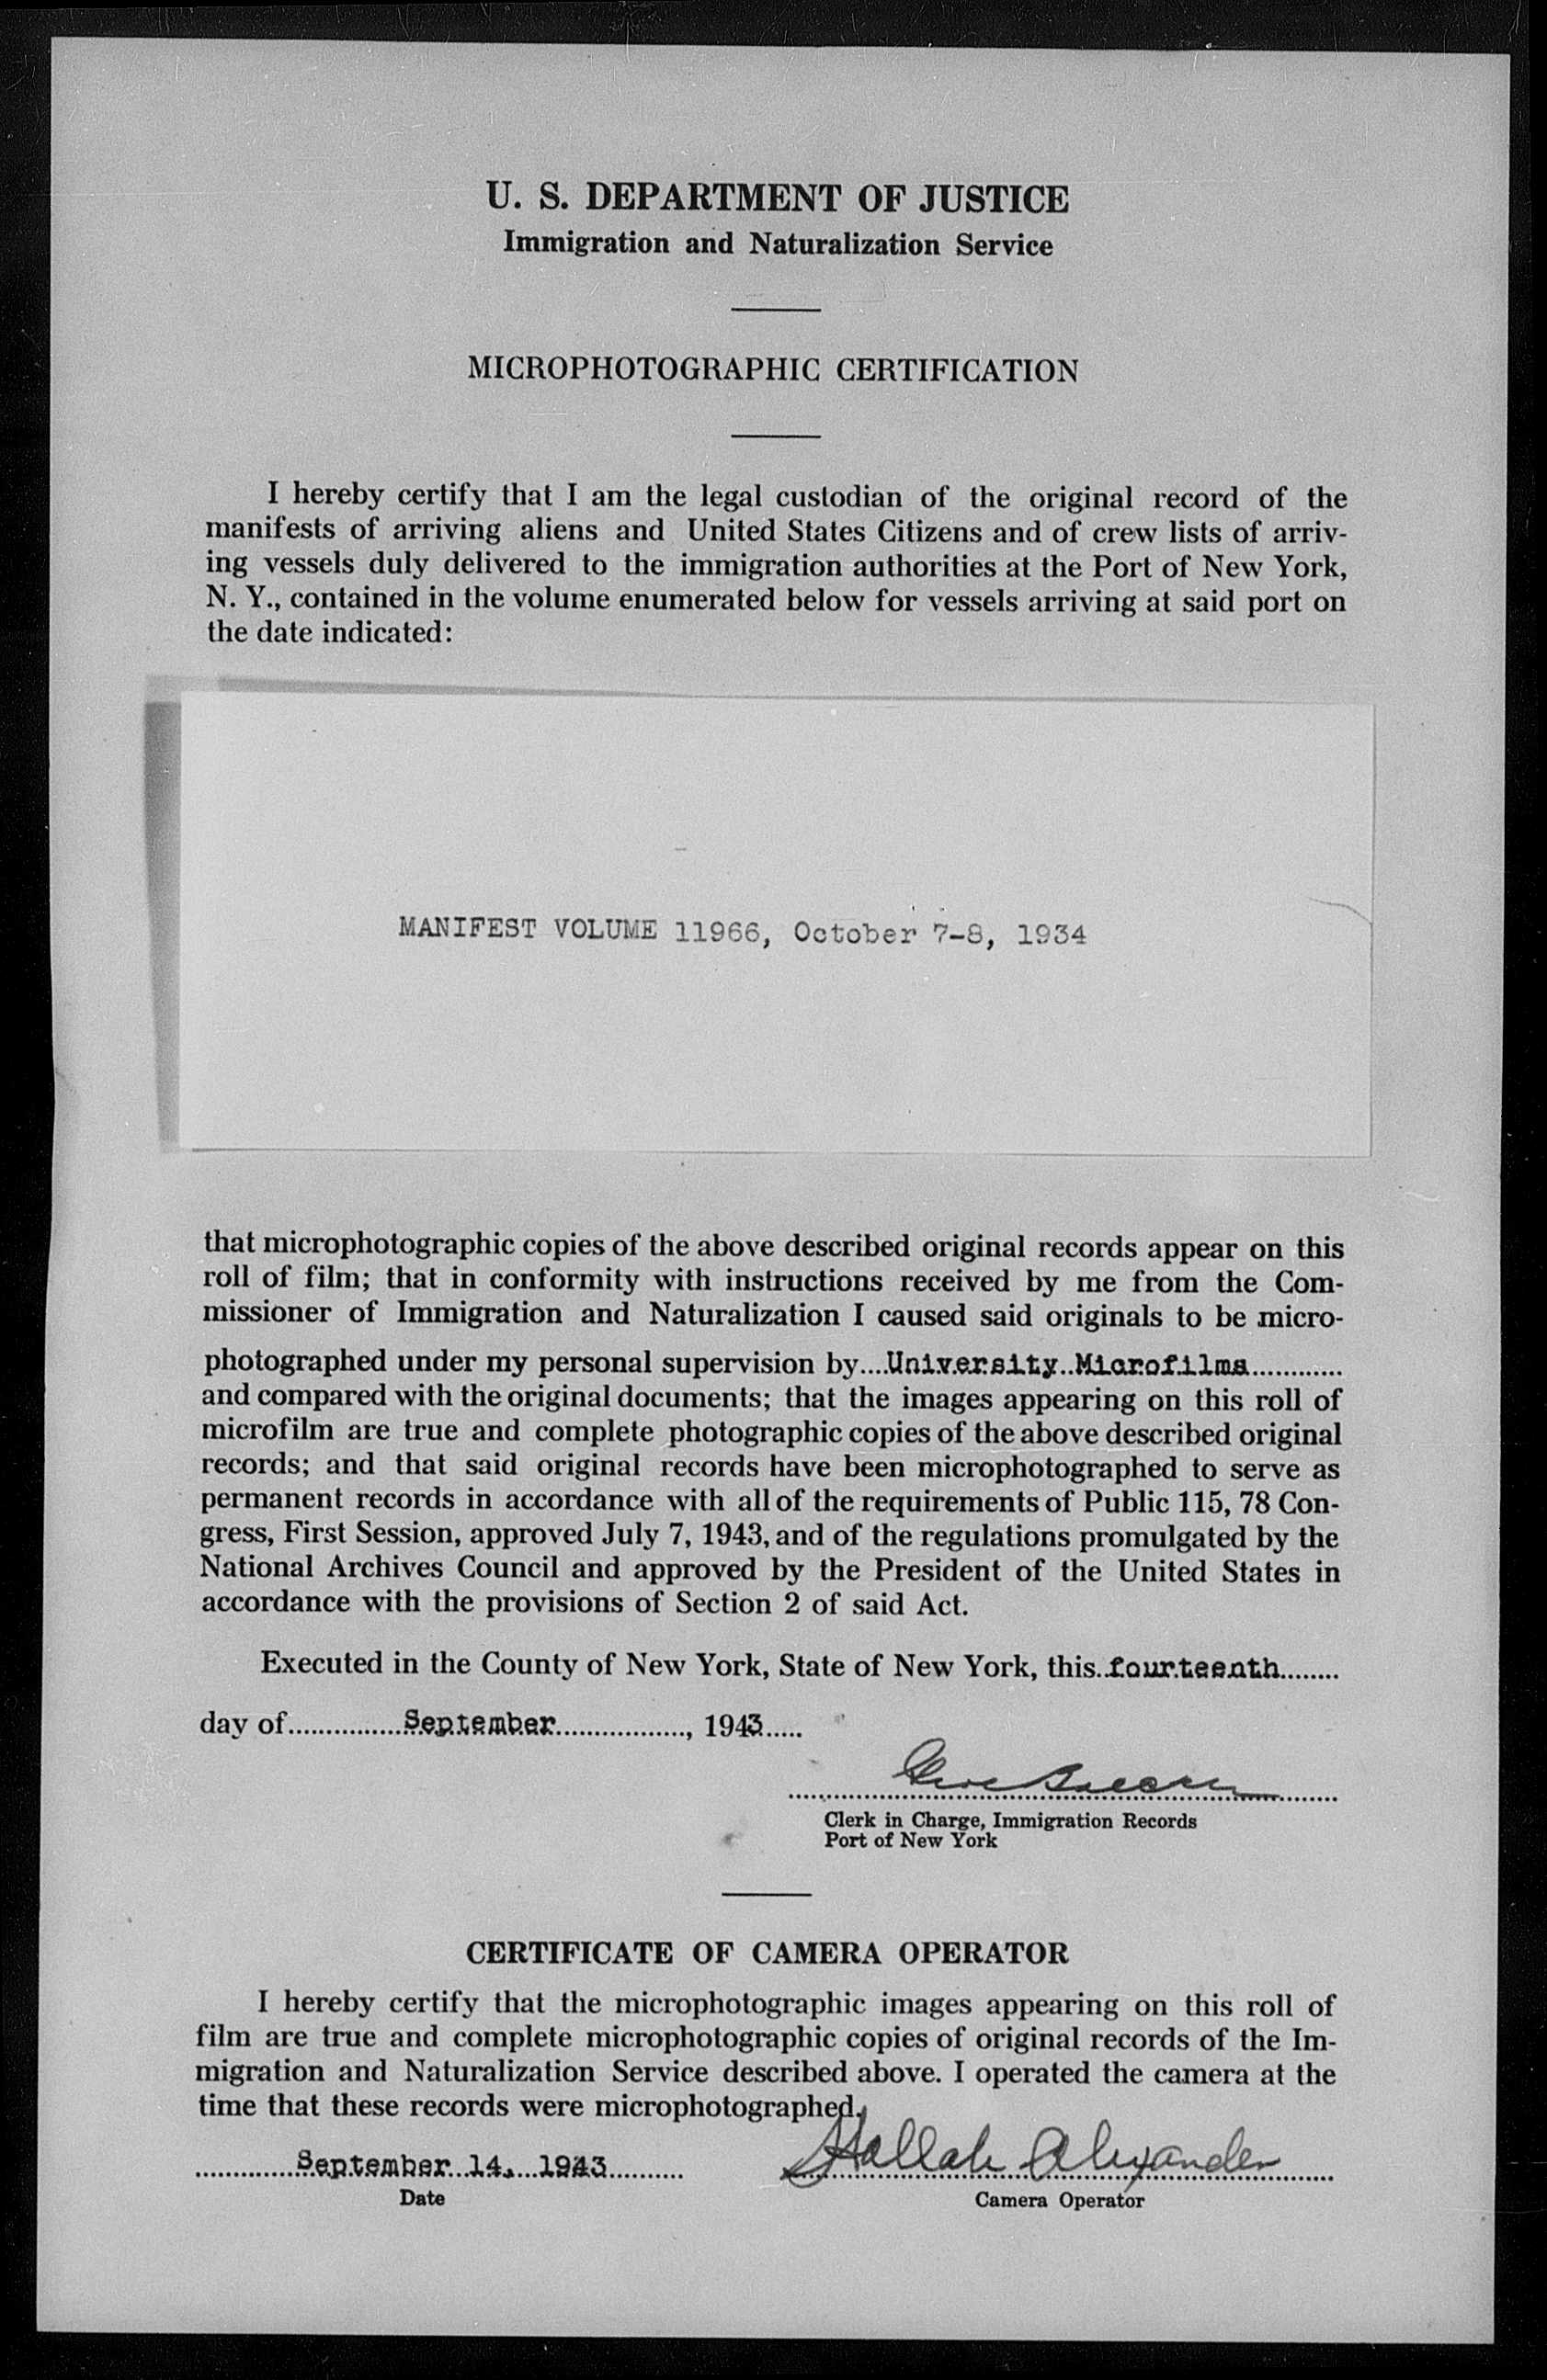 U. S. DEPARTMENT OF JUSTICE
Immigration and Naturalization Service
MICROPHOTOGRAPHIC CERTIFICATION
I hereby certify that I am the legal custodian of the original record of the
manifests of arriving aliens and United States Citizens and of crew lists of arriv-
ing vessels duly delivered to the immigration authorities at the Port of New York,
N. Y., contained in the volume enumerated below for vessels arriving at said port on
the date indicated:
MANIFEST VOLUME 11966, October 7-8, 1934
that microphotographic copies of the above described original records appear on this
roll of film; that in conformity with instructions received by me from the Com-
missioner of Immigration and Naturalization I caused said originals to be micro-
photographed under my personal supervision by....University Microfilms............
and compared with the original documents; that the images appearing on this roll of
microfilm are true and complete photographic copies of the above described original
records; and that said original records have been microphotographed to serve as
permanent records in accordance with all of the requirements of Public 115, 78 Con-
gress, First Session, approved July 7, 1943, and of the regulations promulgated by the
National Archives Council and approved by the President of the United States in
accordance with the provisions of Section 2 of said Act.
Executed in the County of New York, State of New York, this..fourteenth........
day of...............September................., 1943.....
Clerk in Charge, Immigration Records
Port of New York
CERTIFICATE OF CAMERA OPERATOR
I hereby certify that the microphotographic images appearing on this roll of
film are true and complete microphotographic copies of original records of the Im-
migration and Naturalization Service described above. I operated the camera at the
time that these records were microphotographed.
September 14, 1943 Alexander
Date Camera Operator